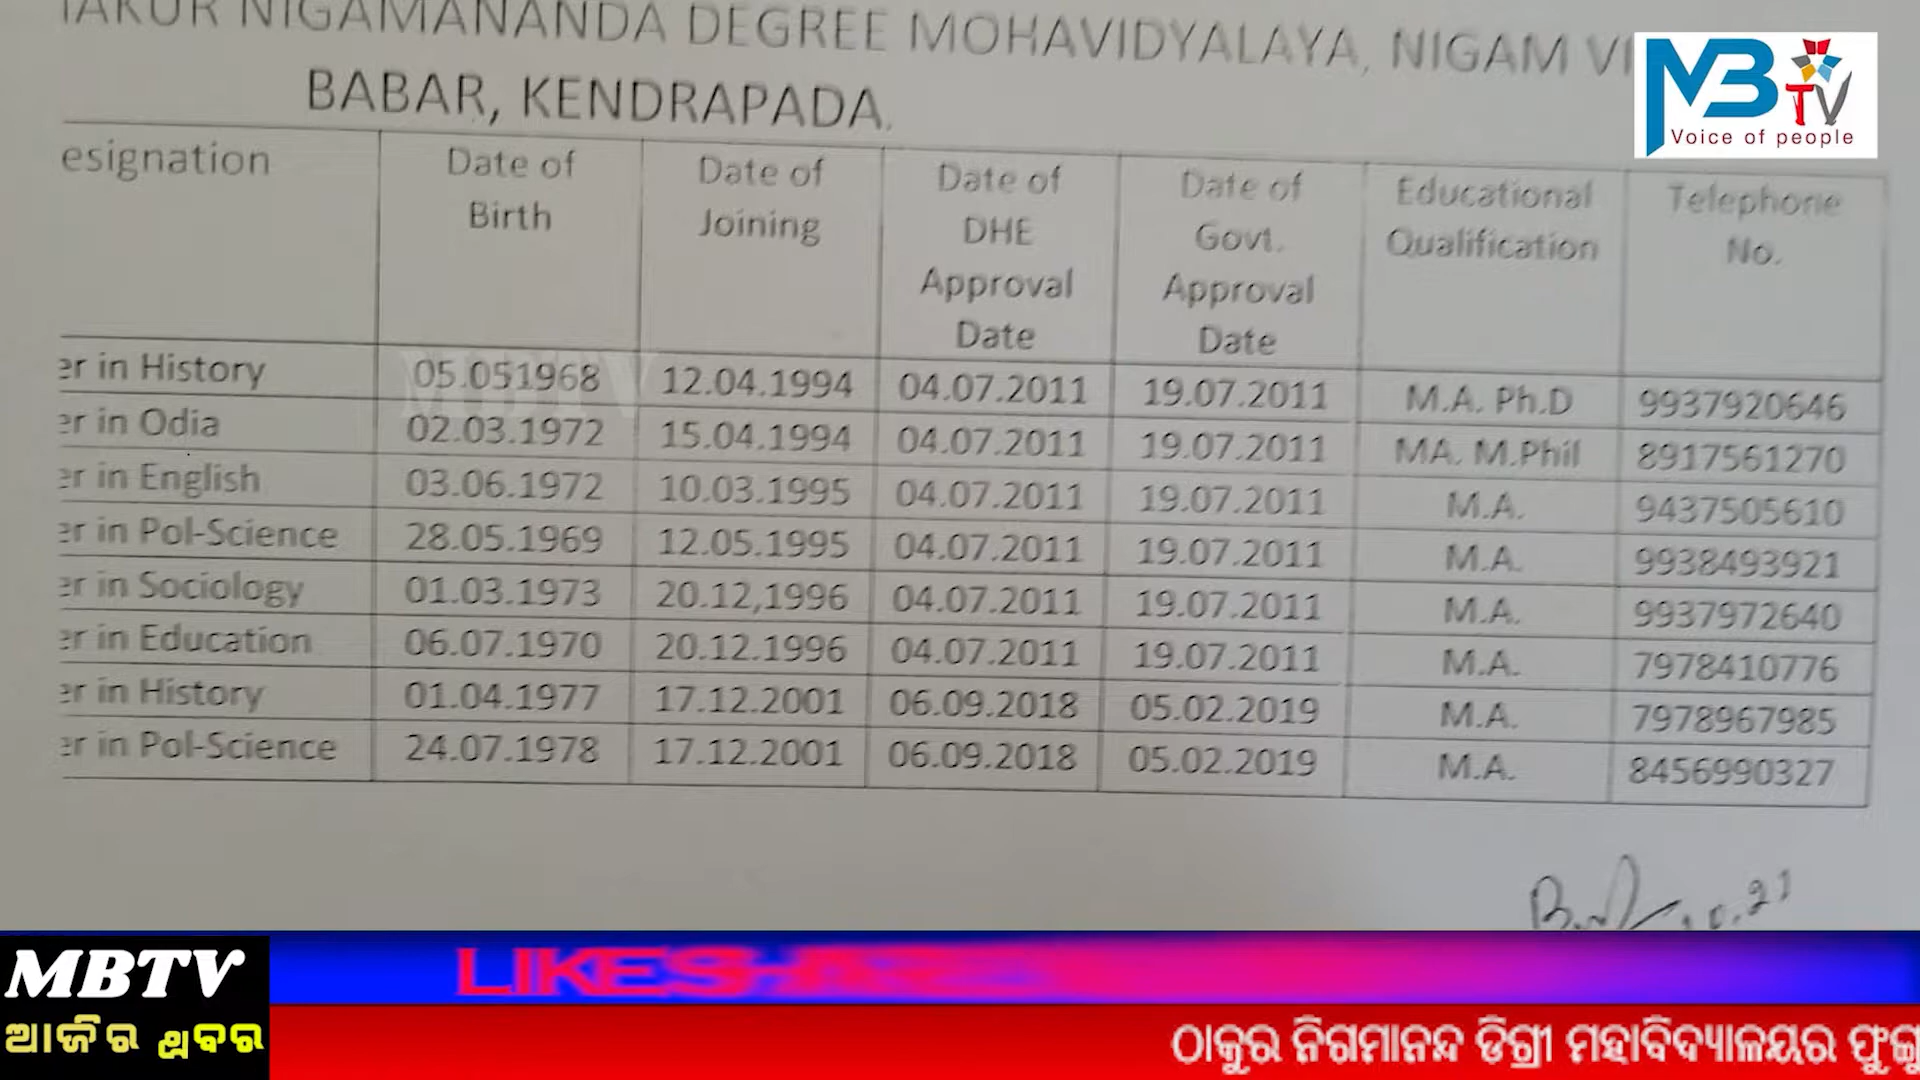 NIGAMANANDA DEGREE MOHAVIDYALAYA, NIGAM
BABAR, KENDRAPADA.
MBTV
Voice of people
esignation Date of Birth Date of Joining Date of DHE Approval Date Date of Govt. Approval Date Educational Qualification Telephone No.
er in History 05.051968 12.04.1994 04.07.2011 19.07.2011 M.A. Ph.D 9937920646
er in Odia 02.03.1972 15.04.1994 04.07.2011 19.07.2011 MA. M.Phil 8917561270
er in English 03.06.1972 10.03.1995 04.07.2011 19.07.2011 M.A. 9437505610
er in Pol-Science 28.05.1969 12.05.1995 04.07.2011 19.07.2011 M.A. 9938493921
er in Sociology 01.03.1973 20.12,1996 04.07.2011 19.07.2011 M.A. 9937972640
er in Education 06.07.1970 20.12.1996 04.07.2011 19.07.2011 M.A. 7978410776
er in History 01.04.1977 17.12.2001 06.09.2018 05.02.2019 M.A. 7978967985
er in Pol-Science 24.07.1978 17.12.2001 06.09.2018 05.02.2019 M.A. 8456990327
MBTV
MBTV
ଆଜିର ଖବର
ଠାକୁର ନିଗମାନନ୍ଦ ଡିଗ୍ରୀ ମହାବିଦ୍ୟାଳୟର